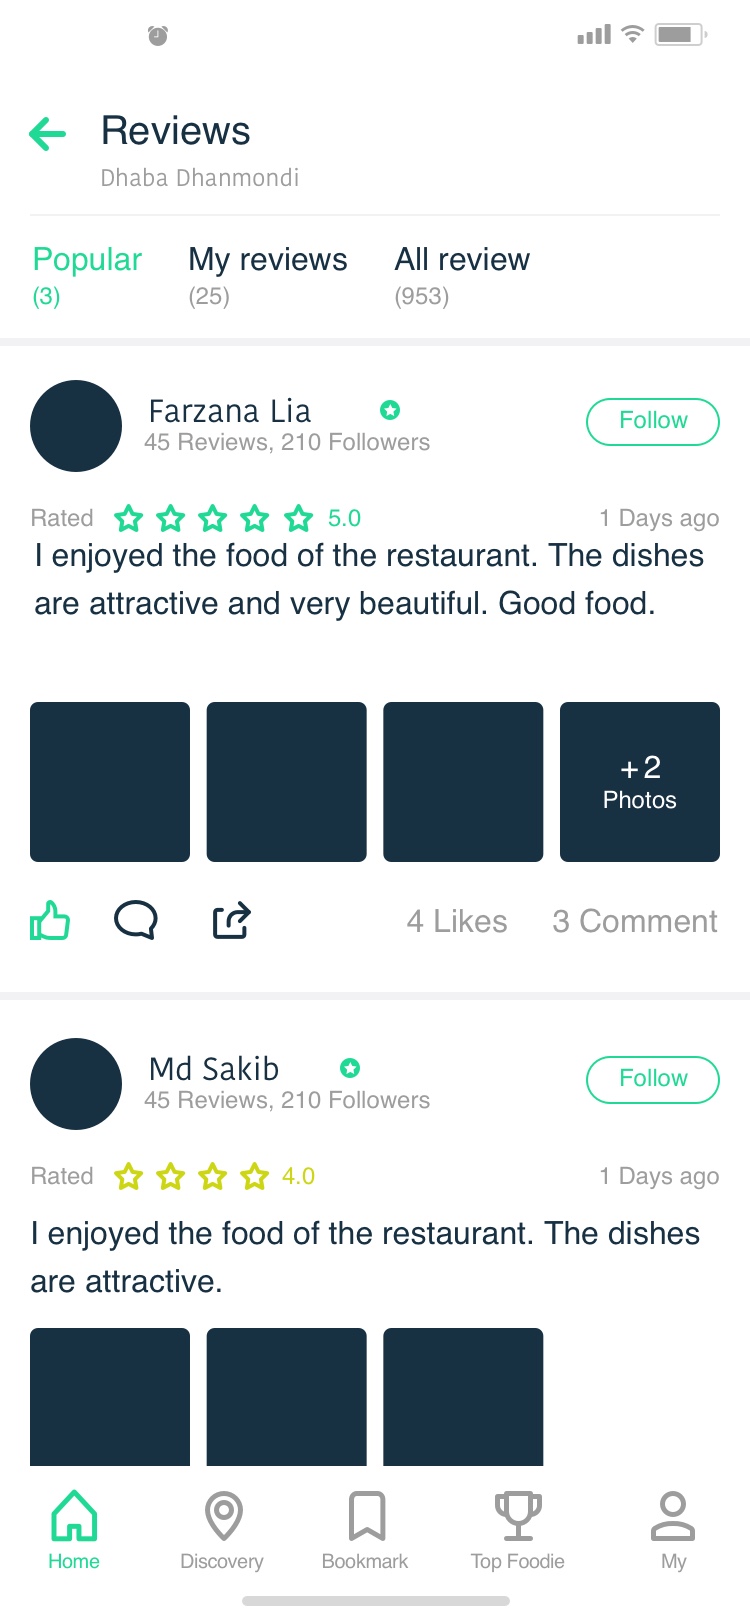 Reviews
Dhaba Dhanmondi
Popular My reviews All review
(3) (25) (953)
Farzana Lia
45 Reviews, 210 Followers
Follow
Rated 5.0 1 Days ago
I enjoyed the food of the restaurant. The dishes
are attractive and very beautiful. Good food.
+2
Photos
4 Likes 3 Comment
Md Sakib
45 Reviews, 210 Followers
Follow
Rated 4.0 1 Days ago
I enjoyed the food of the restaurant. The dishes
are attractive.
Home Discovery Bookmark Top Foodie My